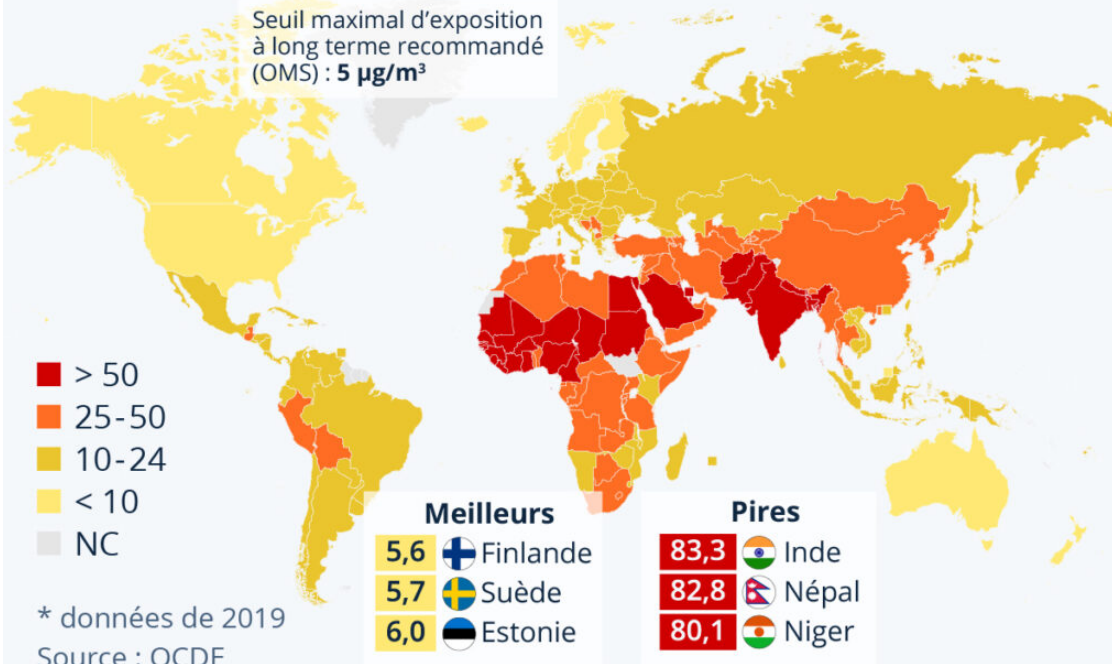 Seuil maximal d'exposition
à long terme recommandé
(OMS) : 5 µg/m³
> 50
25-50
10-24
< 10
NC
* données de 2019
Source : OCDE
Meilleurs
5,6 Finlande
5,7 Suède
6,0 Estonie
Pires
83,3 Inde
82,8 Népal
80,1 Niger